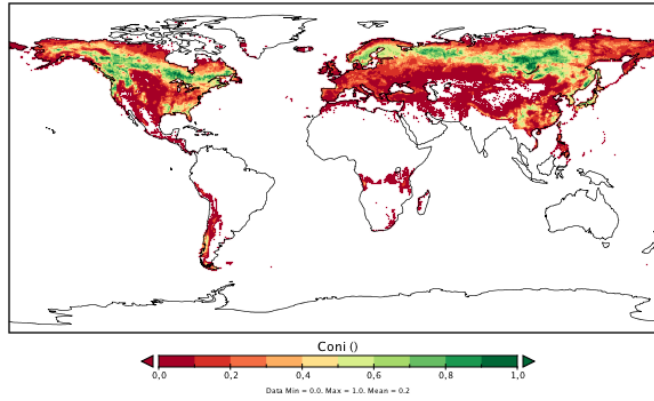 Coni ()
0,0 0,2 0,4 0,6 0,8 1,0
Data Min = 0.0. Max = 1.0. Mean = 0.2